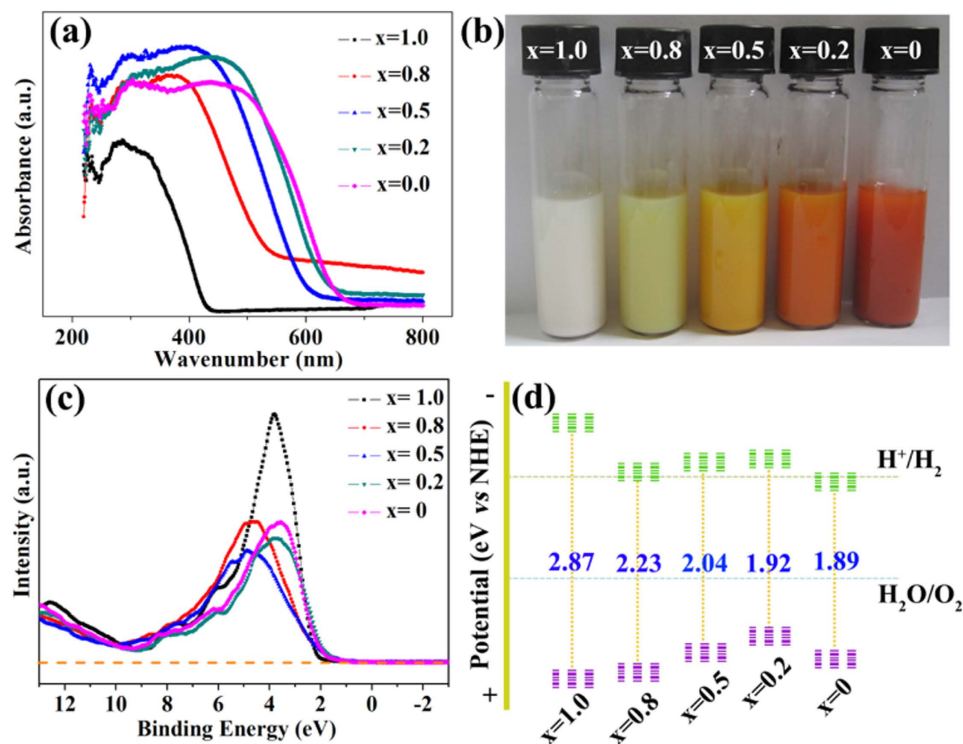 (a)
x=1.0
x=0.8
x=0.5
x=0.2
x=0.0
Absorbance (a.u.)
200 400 600 800
Wavenumber (nm)
(b)
x=1.0 x=0.8 x=0.5 x=0.2 x=0
(c)
x= 1.0
x= 0.8
x= 0.5
x= 0.2
x= 0
Intensity (a.u.)
12 10 8 6 4 2 0 -2
Binding Energy (eV)
(d)
-
Potential (eV vs NHE)
+
H⁺/H₂
2.87 2.23 2.04 1.92 1.89
H₂O/O₂
x=1.0 x=0.8 x=0.5 x=0.2 x=0